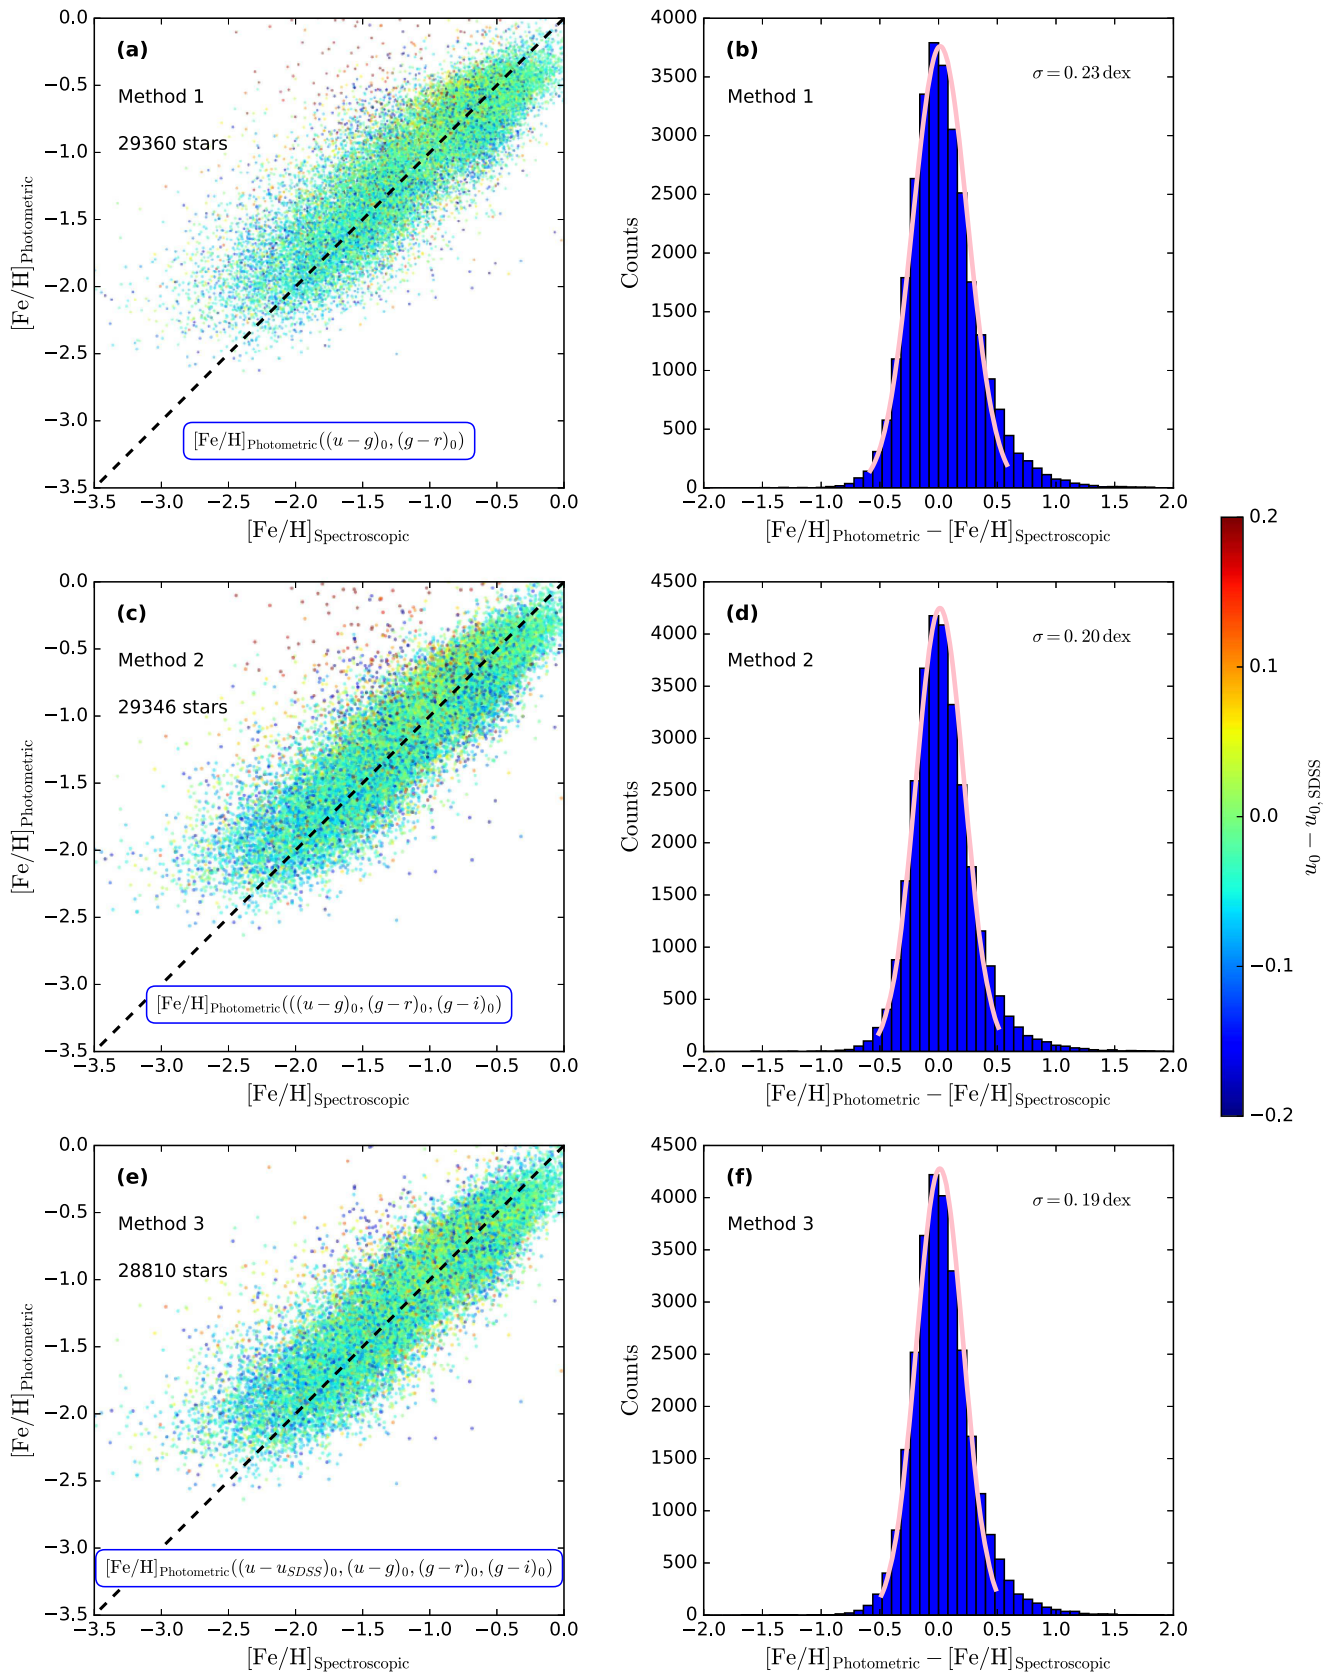 (a)
Method 1
29360 stars
0.0
−0.5
−1.0
−1.5
−2.0
−2.5
−3.0
−3.5
[Fe/H]Photometric
[Fe/H]Photometric((u − g)0, (g − r)0)
−3.5 −3.0 −2.5 −2.0 −1.5 −1.0 −0.5 0.0
[Fe/H]Spectroscopic
(b)
Method 1
σ = 0.23 dex
4000
3500
3000
2500
2000
1500
1000
500
0
Counts
−2.0 −1.5 −1.0 −0.5 0.0 0.5 1.0 1.5 2.0
[Fe/H]Photometric − [Fe/H]Spectroscopic
(c)
Method 2
29346 stars
0.0
−0.5
−1.0
−1.5
−2.0
−2.5
−3.0
−3.5
[Fe/H]Photometric
[Fe/H]Photometric(((u − g)0, (g − r)0, (g − i)0)
−3.5 −3.0 −2.5 −2.0 −1.5 −1.0 −0.5 0.0
[Fe/H]Spectroscopic
(d)
Method 2
σ = 0.20 dex
4500
4000
3500
3000
2500
2000
1500
1000
500
0
Counts
−2.0 −1.5 −1.0 −0.5 0.0 0.5 1.0 1.5 2.0
[Fe/H]Photometric − [Fe/H]Spectroscopic
0.2
0.1
0.0
−0.1
−0.2
u0 − u0,SDSS
(e)
Method 3
28810 stars
0.0
−0.5
−1.0
−1.5
−2.0
−2.5
−3.0
−3.5
[Fe/H]Photometric
[Fe/H]Photometric((u − uSDSS)0, (u − g)0, (g − r)0, (g − i)0)
−3.5 −3.0 −2.5 −2.0 −1.5 −1.0 −0.5 0.0
[Fe/H]Spectroscopic
(f)
Method 3
σ = 0.19 dex
4500
4000
3500
3000
2500
2000
1500
1000
500
0
Counts
−2.0 −1.5 −1.0 −0.5 0.0 0.5 1.0 1.5 2.0
[Fe/H]Photometric − [Fe/H]Spectroscopic